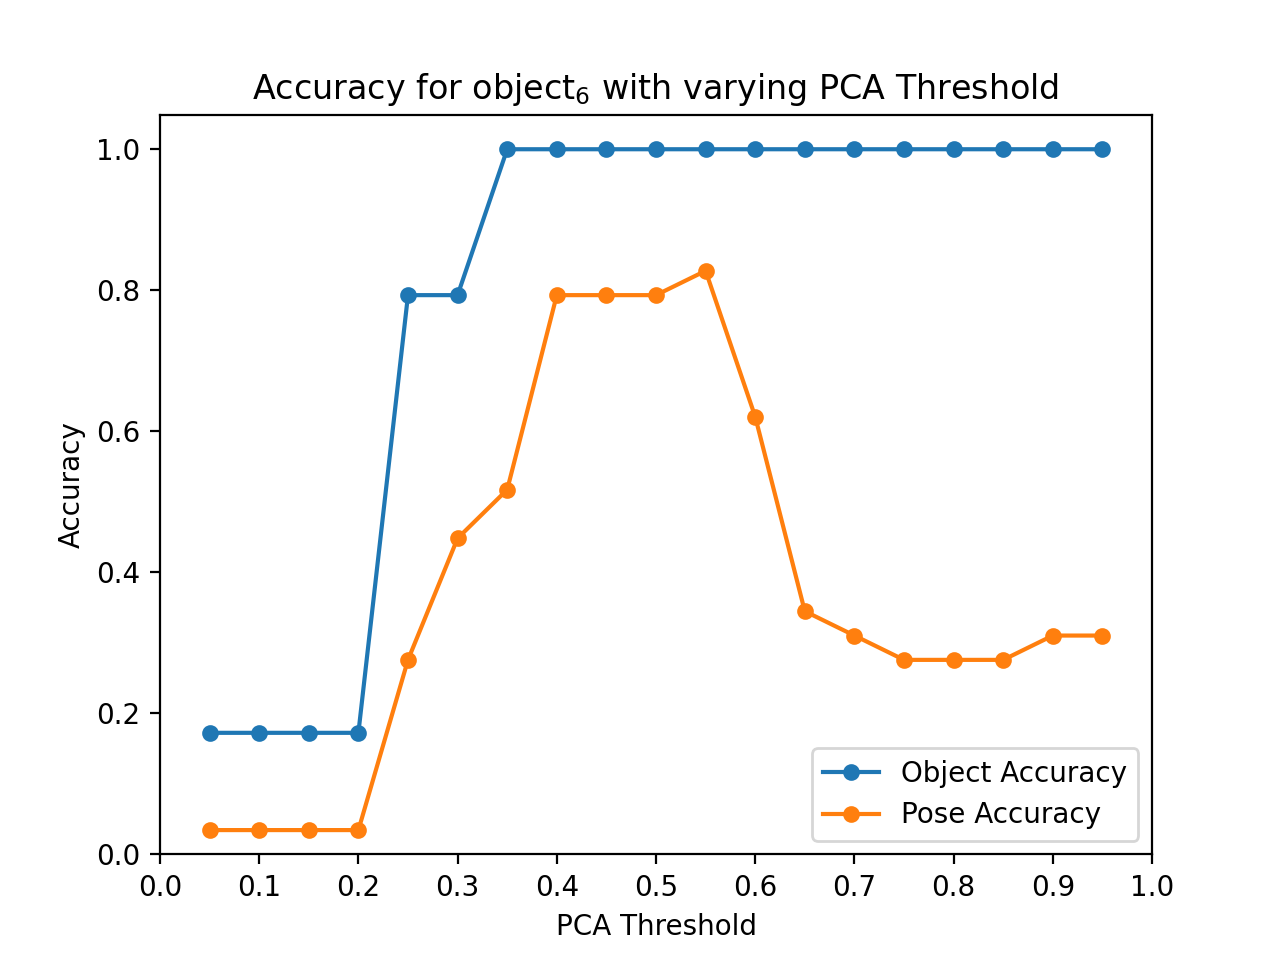 Accuracy for object₆ with varying PCA Threshold
1.0
0.8
0.6
0.4
0.2
0.0
Accuracy
Object Accuracy
Pose Accuracy
0.0 0.1 0.2 0.3 0.4 0.5 0.6 0.7 0.8 0.9 1.0
PCA Threshold